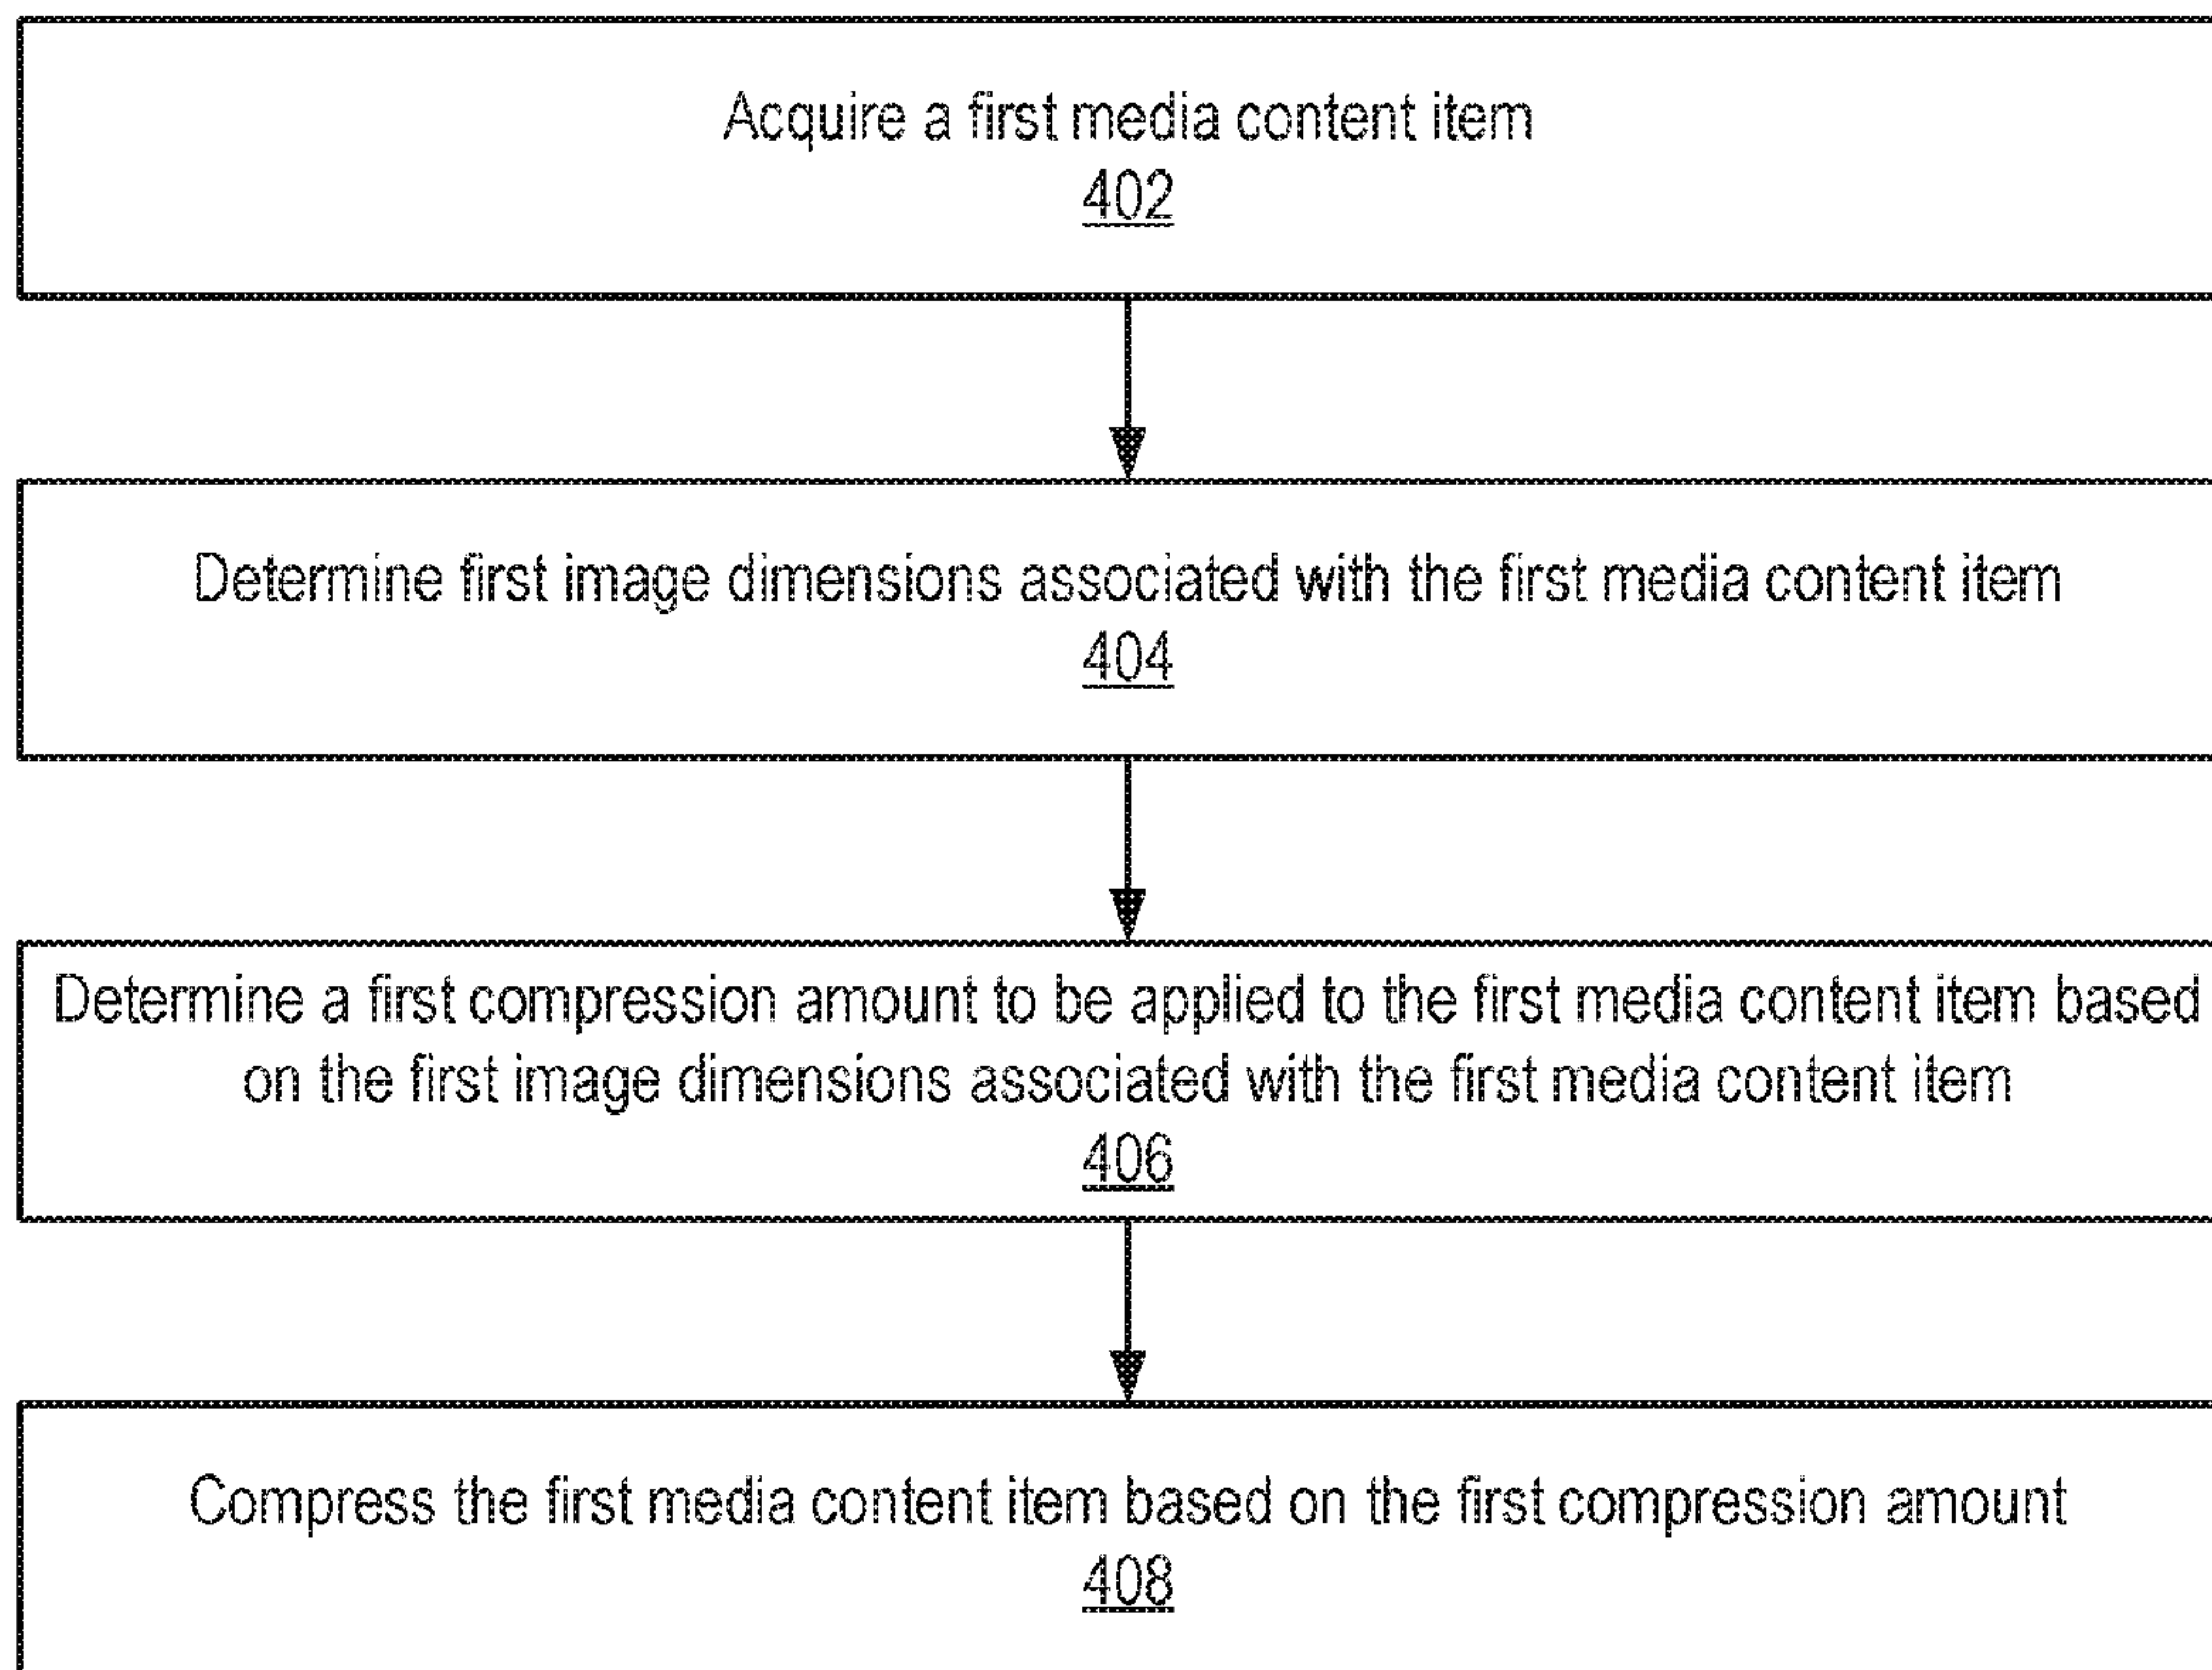 Acquire a first media content item
402
Determine first image dimensions associated with the first media content item
404
Determine a first compression amount to be applied to the first media content item based
on the first image dimensions associated with the first media content item
406
Compress the first media content item based on the first compression amount
408